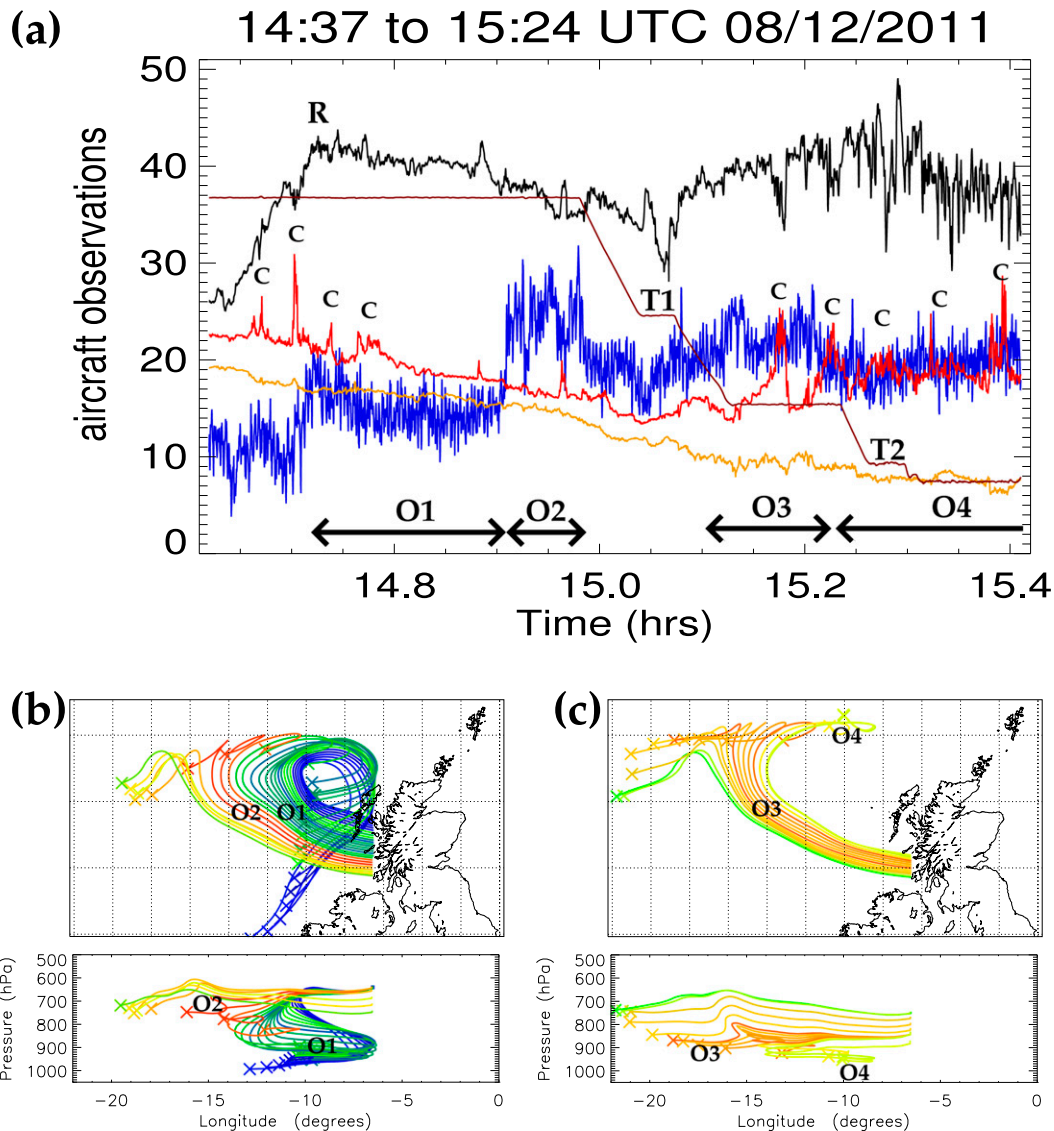 (a) 14:37 to 15:24 UTC 08/12/2011
aircraft observations
50
40
30
20
10
0
R
C
C
C
C
T1
C
C
C
C
C
T2
O1
O2
O3
O4
14.8
15.0
15.2
15.4
Time (hrs)
(b)
O2
O1
(c)
O4
O3
Pressure (hPa)
500
600
700
800
900
1000
O2
O1
−20
−15
−10
−5
0
Longitude (degrees)
Pressure (hPa)
500
600
700
800
900
1000
O3
O4
−20
−15
−10
−5
0
Longitude (degrees)